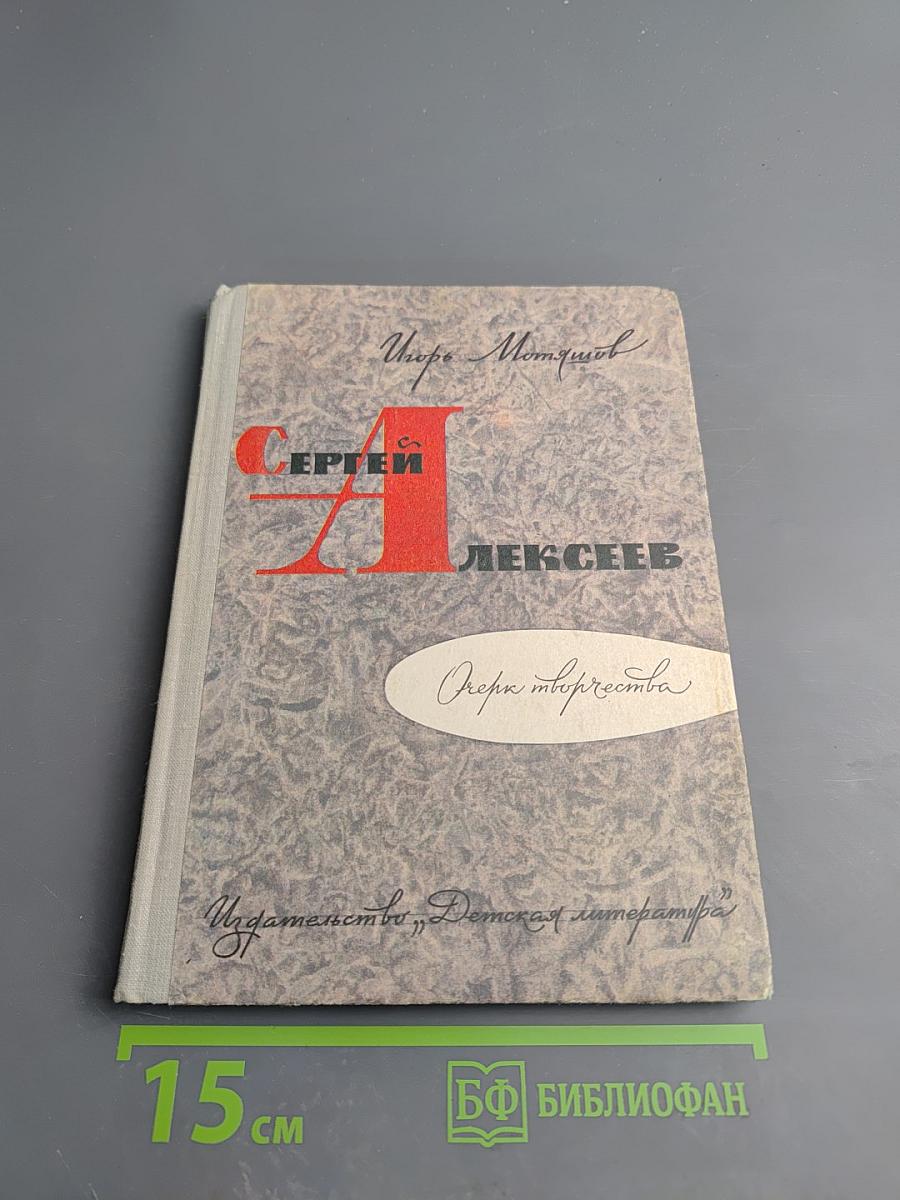 Игорь Мотяшов
Сергей
Алексеев
Очерк творчества
Издательство „Детская литература”
15 см
БФ БИБЛИОФАН